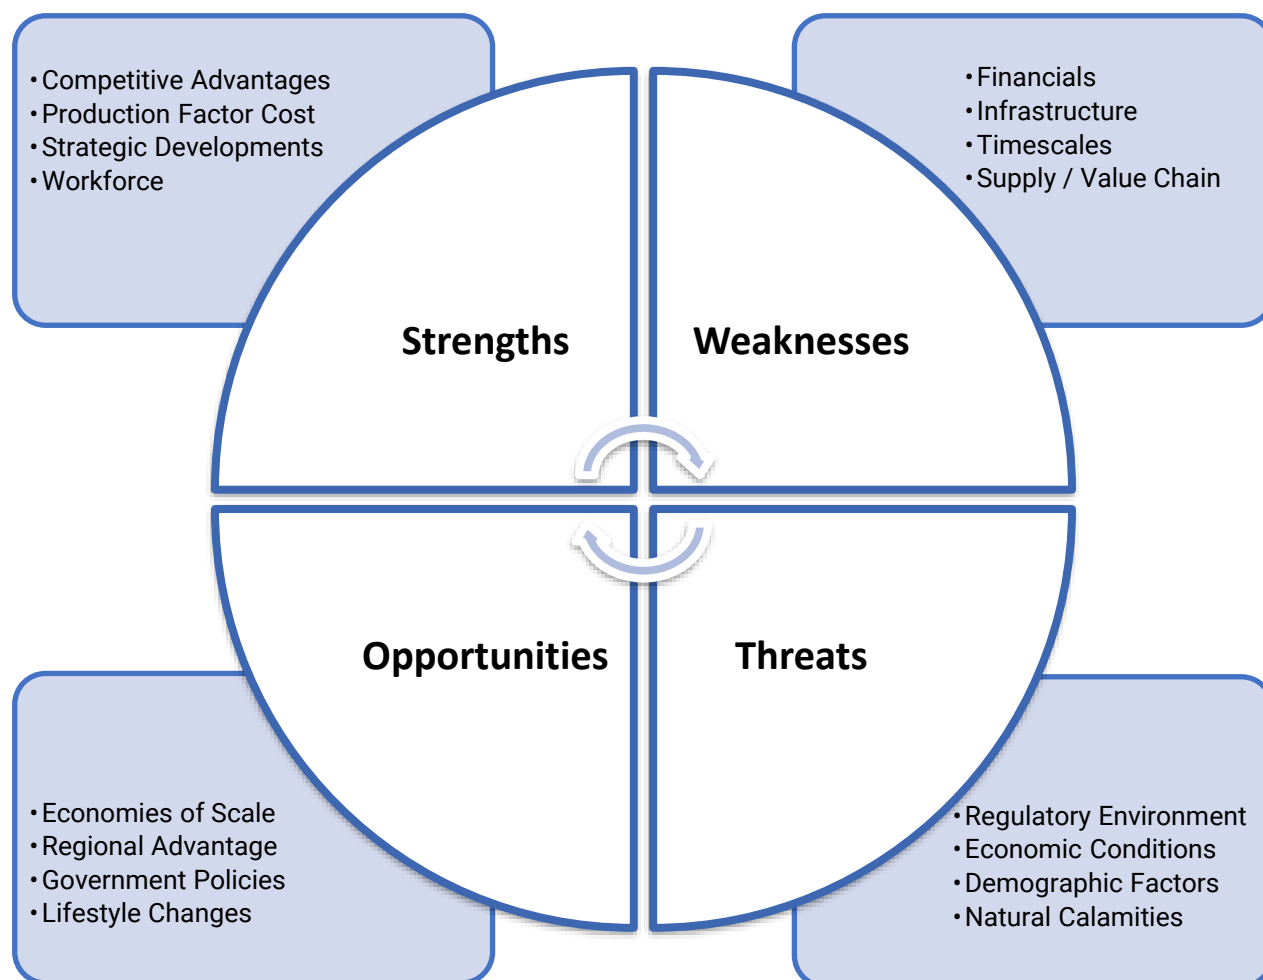 • Competitive Advantages
• Production Factor Cost
• Strategic Developments
• Workforce
• Financials
• Infrastructure
• Timescales
• Supply / Value Chain
Strengths
Weaknesses
Opportunities
Threats
• Economies of Scale
• Regional Advantage
• Government Policies
• Lifestyle Changes
• Regulatory Environment
• Economic Conditions
• Demographic Factors
• Natural Calamities